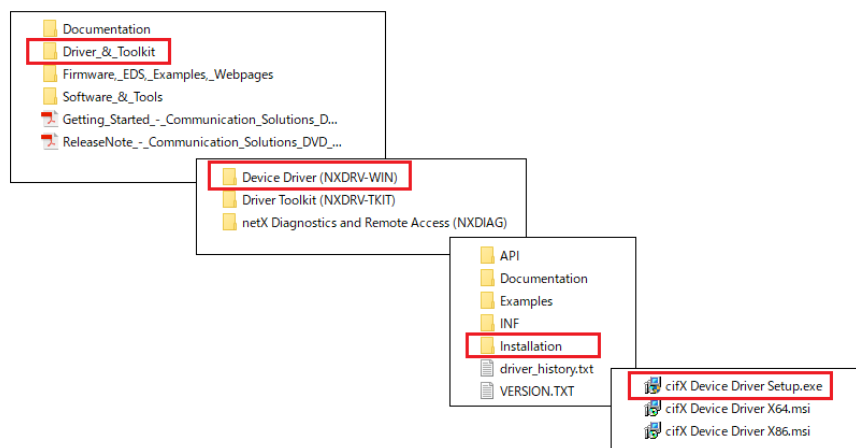 Documentation
Driver_&_Toolkit
Firmware,_EDS,_Examples,_Webpages
Software_&_Tools
Getting_Started_-_Communication_Solutions_D...
ReleaseNote_-_Communication_Solutions_DVD_...
Device Driver (NXDRV-WIN)
Driver Toolkit (NXDRV-TKIT)
netX Diagnostics and Remote Access (NXDIAG)
API
Documentation
Examples
INF
Installation
driver_history.txt
VERSION.TXT
cifX Device Driver Setup.exe
cifX Device Driver X64.msi
cifX Device Driver X86.msi